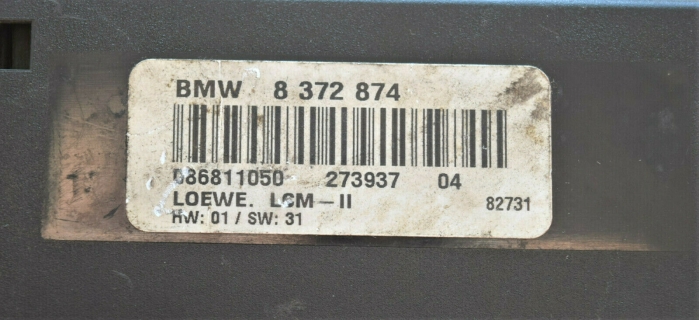 BMW 8 372 874
086811050 273937 04
LOEWE. LCM-II 82731
HW: 01 / SW: 31